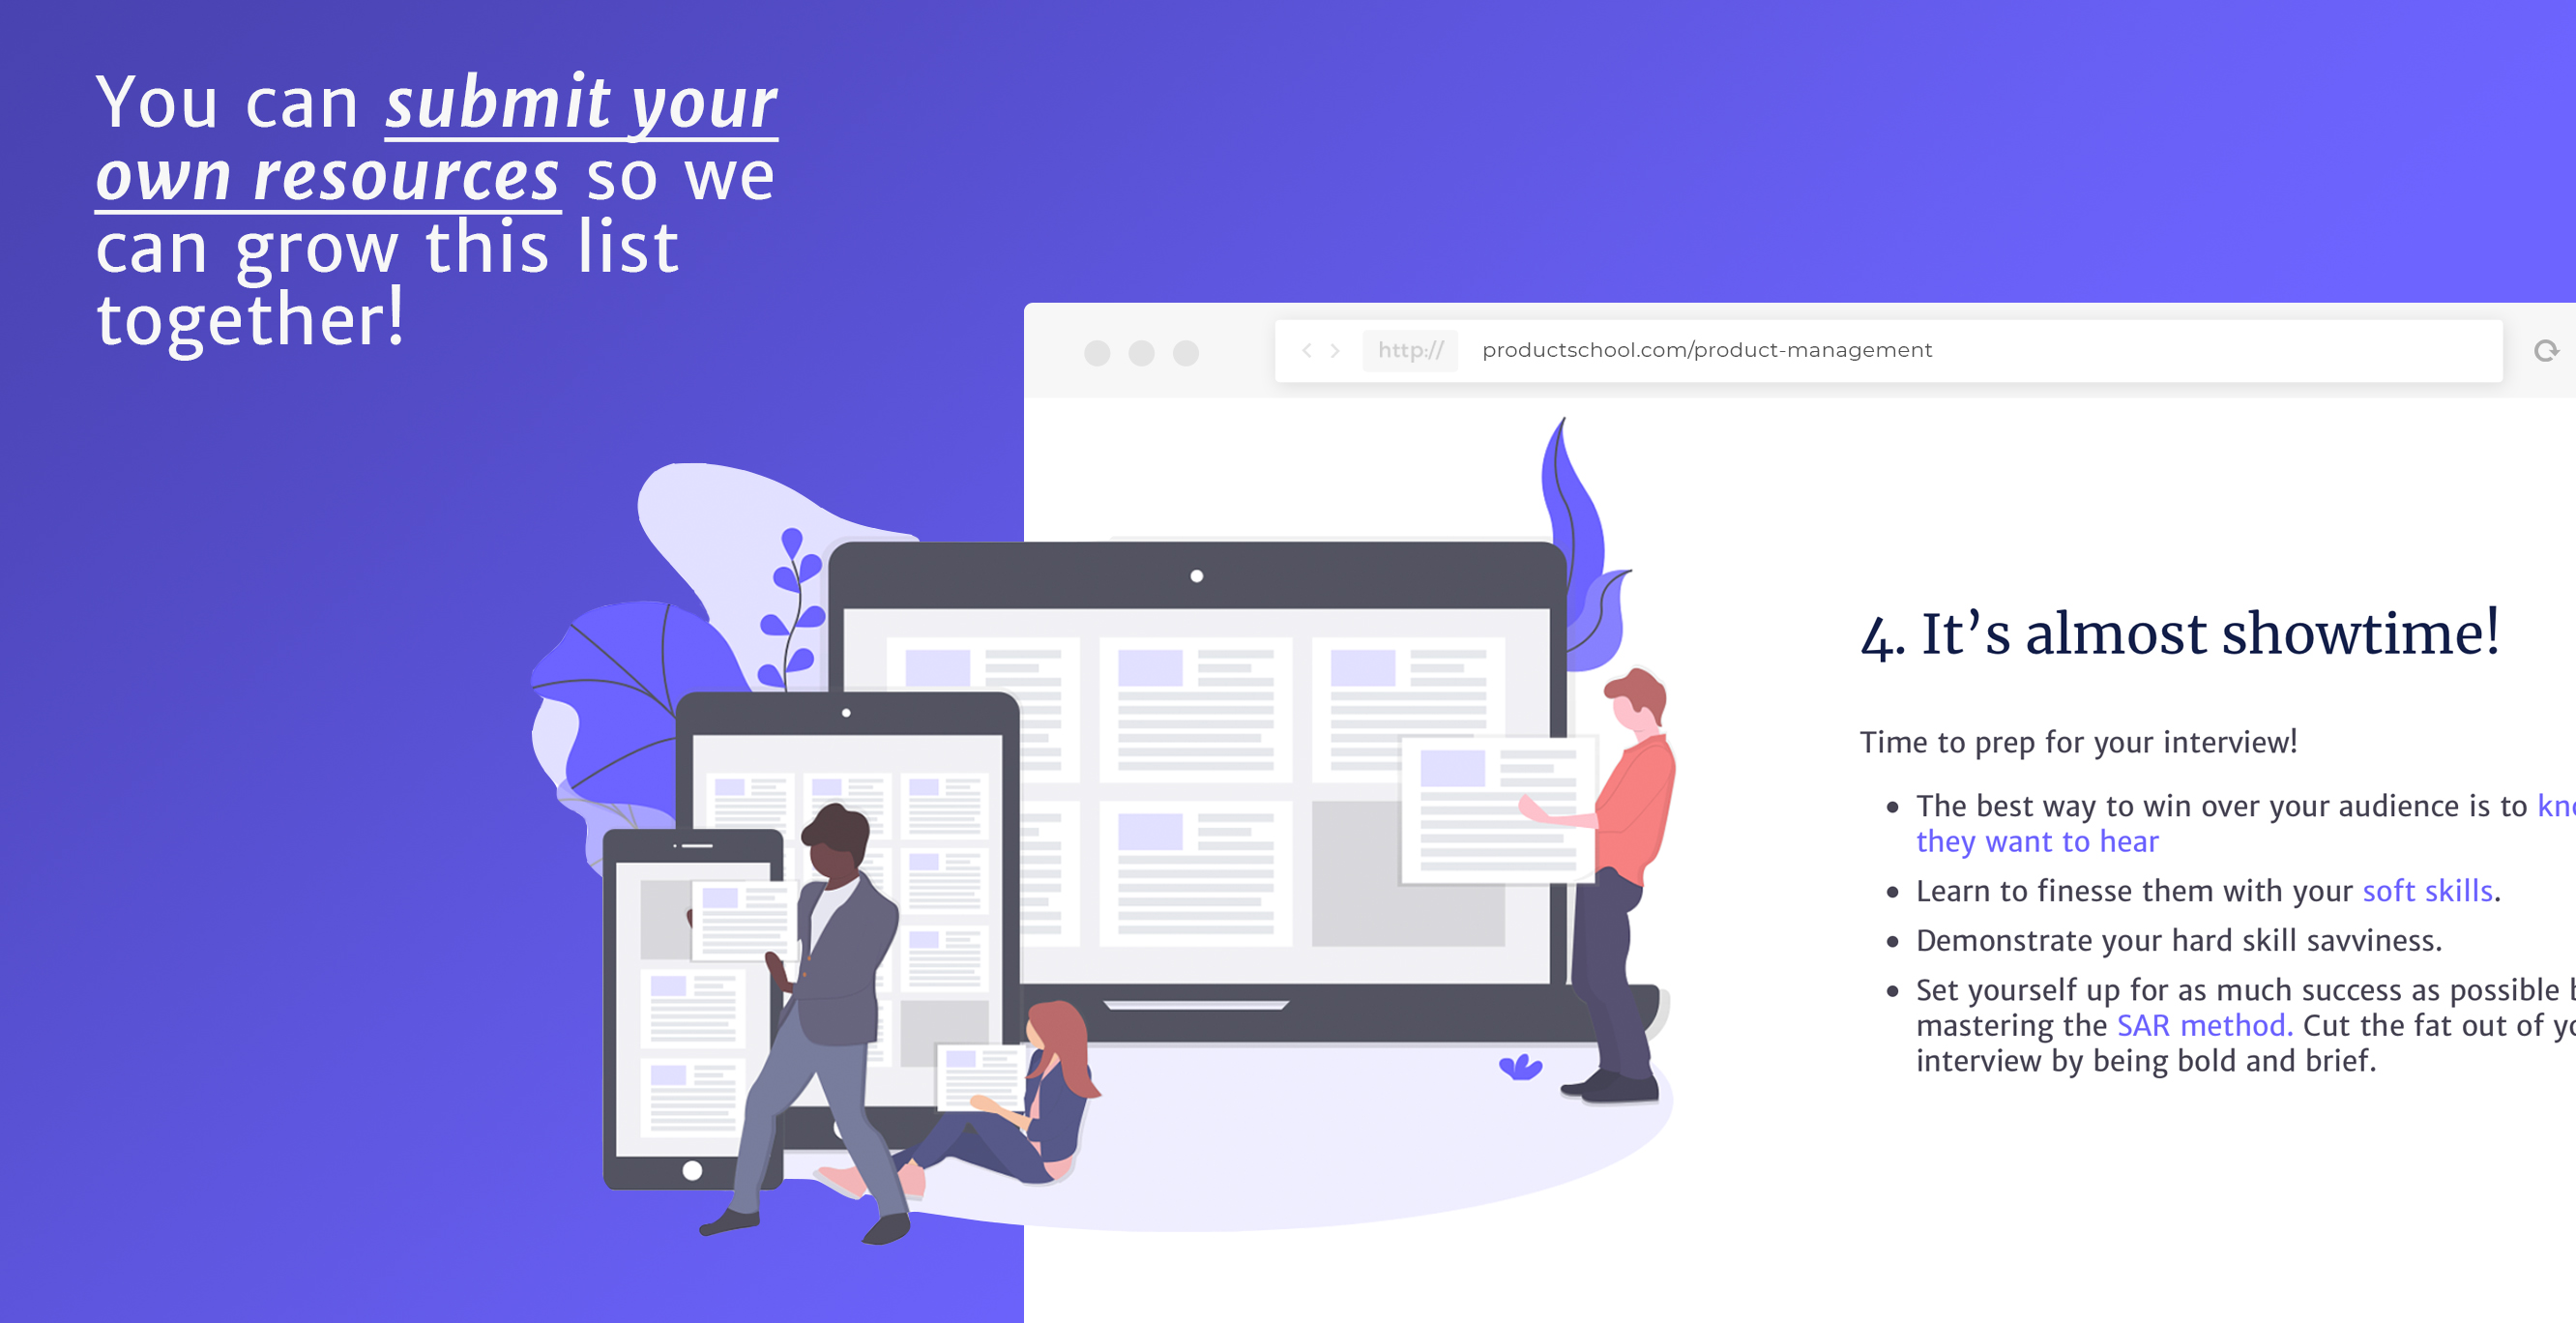 You can submit your
own resources so we
can grow this list
together!
http:// productschool.com/product-management
4. It’s almost showtime!
Time to prep for your interview!
• The best way to win over your audience is to
they want to hear
• Learn to finesse them with your soft skills.
• Demonstrate your hard skill savviness.
• Set yourself up for as much success as possible
mastering the SAR method. Cut the fat out of
interview by being bold and brief.